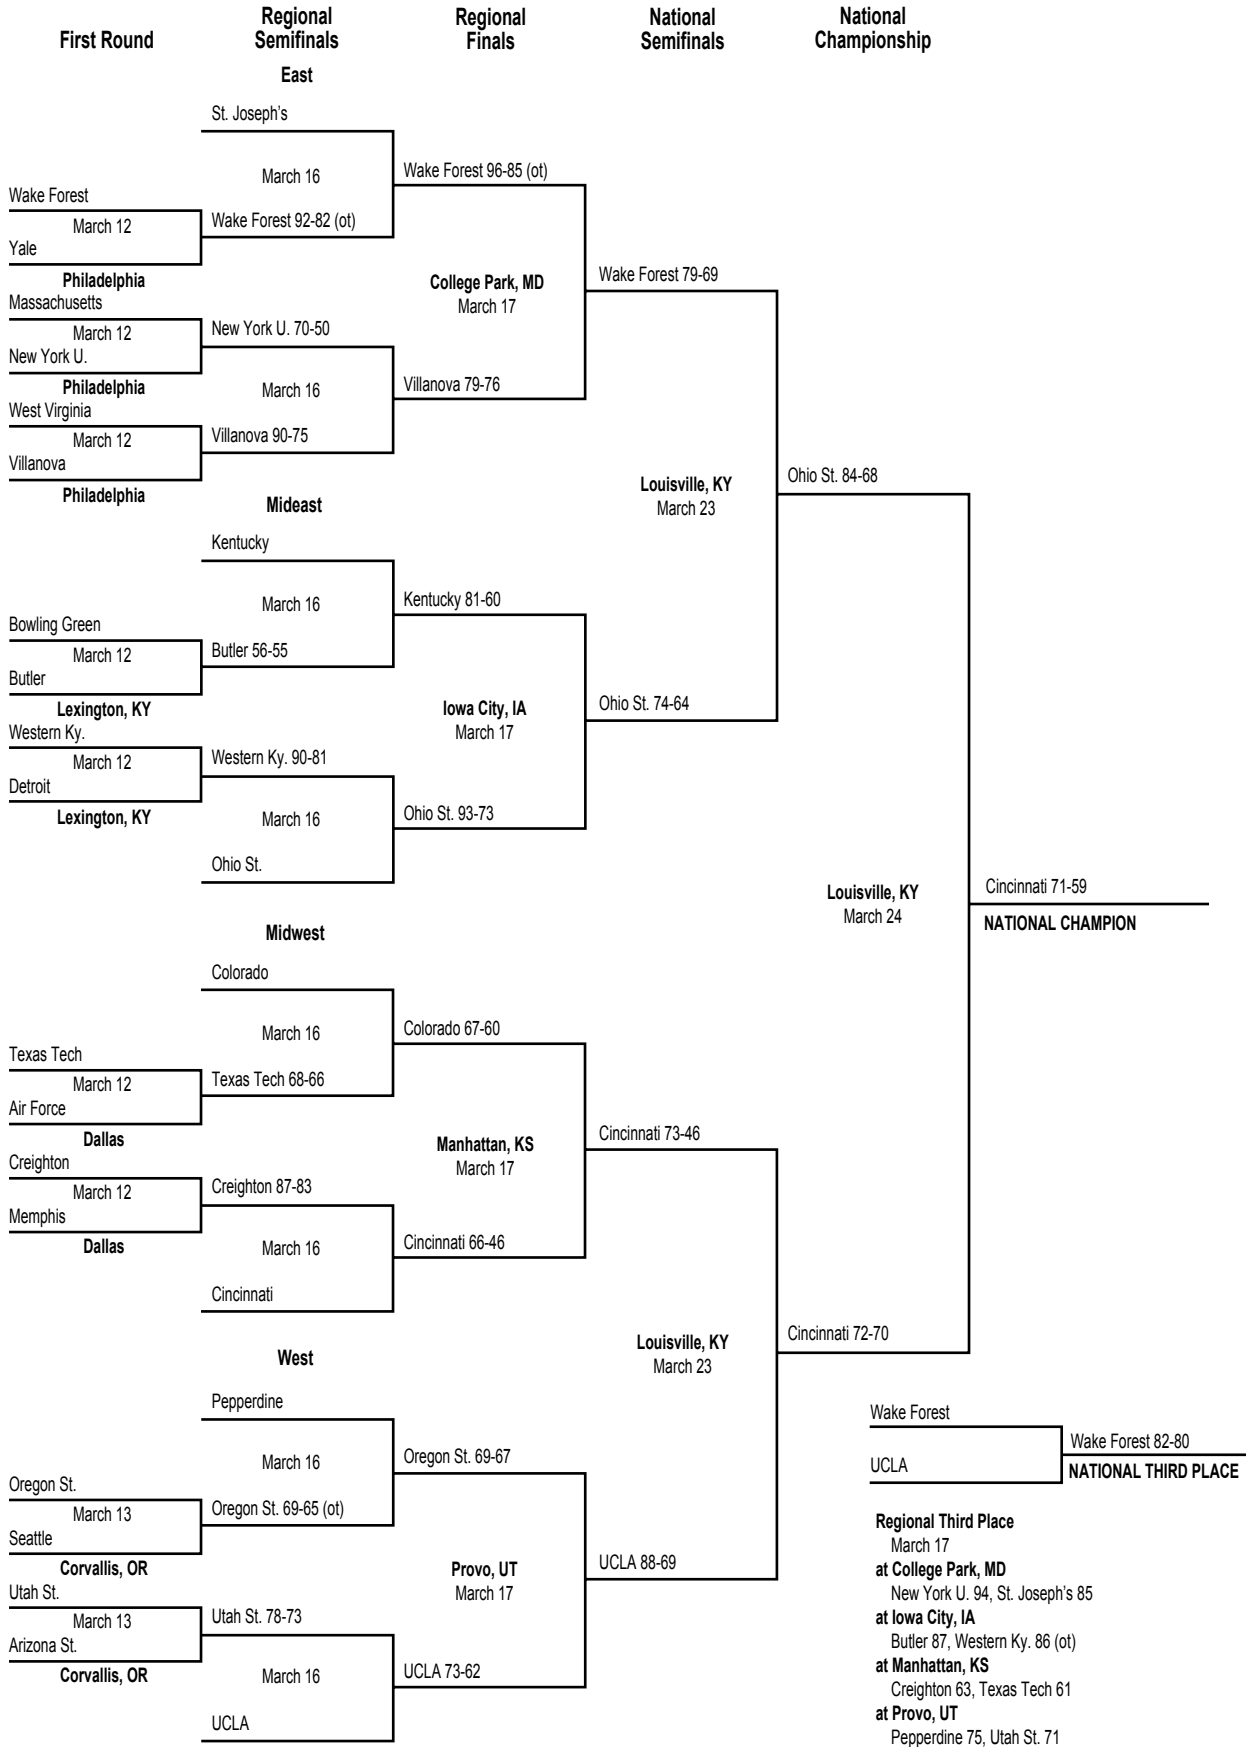 First Round
Regional
Semifinals
Regional
Finals
National
Semifinals
National
Championship
East
St. Joseph's
March 16
Wake Forest 96-85 (ot)
Wake Forest
March 12
Wake Forest 92-82 (ot)
Yale
Philadelphia
College Park, MD
March 17
Wake Forest 79-69
Massachusetts
March 12
New York U. 70-50
New York U.
Philadelphia
March 16
Villanova 79-76
West Virginia
March 12
Villanova 90-75
Villanova
Philadelphia
Louisville, KY
March 23
Ohio St. 84-68
Mideast
Kentucky
March 16
Kentucky 81-60
Bowling Green
March 12
Butler 56-55
Butler
Lexington, KY
Iowa City, IA
March 17
Ohio St. 74-64
Western Ky.
March 12
Western Ky. 90-81
Detroit
Lexington, KY
March 16
Ohio St. 93-73
Ohio St.
Louisville, KY
March 24
Cincinnati 71-59
NATIONAL CHAMPION
Midwest
Colorado
March 16
Colorado 67-60
Texas Tech
March 12
Texas Tech 68-66
Air Force
Dallas
Manhattan, KS
March 17
Cincinnati 73-46
Creighton
March 12
Creighton 87-83
Memphis
Dallas
March 16
Cincinnati 66-46
Cincinnati
Louisville, KY
March 23
Cincinnati 72-70
West
Pepperdine
March 16
Oregon St. 69-67
Oregon St.
March 13
Oregon St. 69-65 (ot)
Seattle
Corvallis, OR
Provo, UT
March 17
UCLA 88-69
Utah St.
March 13
Utah St. 78-73
Arizona St.
Corvallis, OR
March 16
UCLA 73-62
UCLA
Wake Forest
Wake Forest 82-80
UCLA
NATIONAL THIRD PLACE
Regional Third Place
March 17
at College Park, MD
New York U. 94, St. Joseph's 85
at Iowa City, IA
Butler 87, Western Ky. 86 (ot)
at Manhattan, KS
Creighton 63, Texas Tech 61
at Provo, UT
Pepperdine 75, Utah St. 71